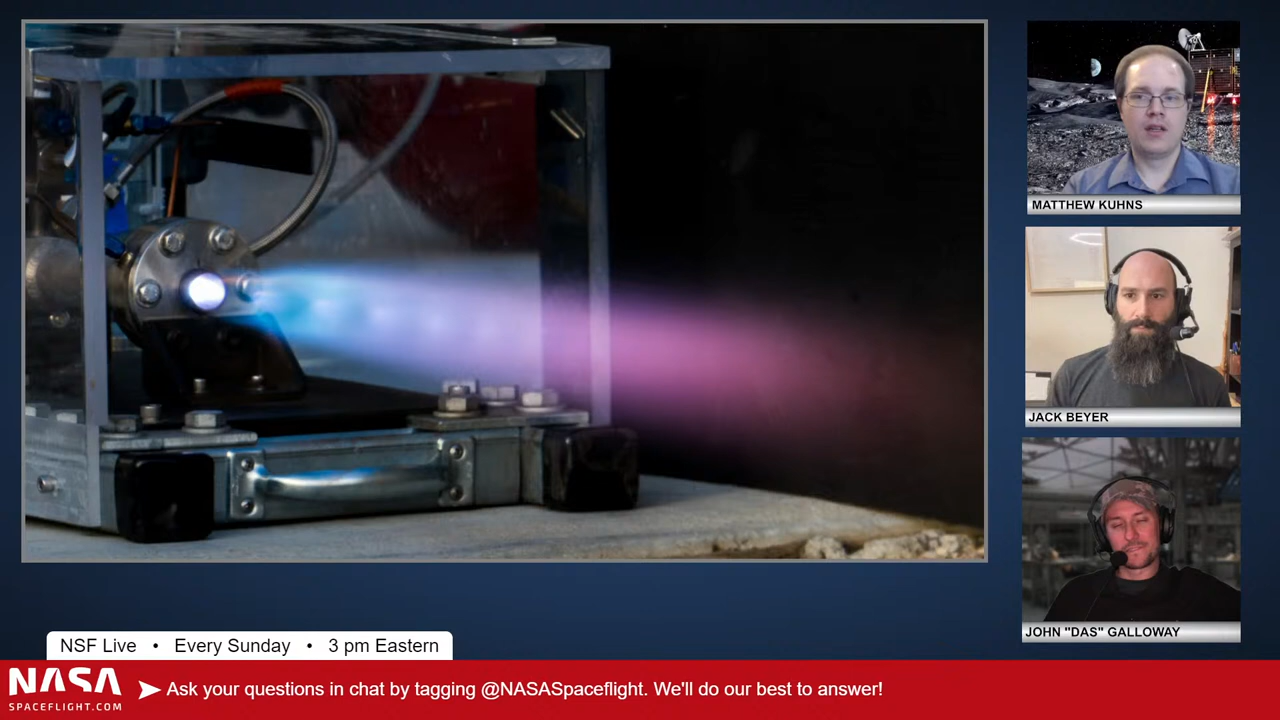 MATTHEW KUHNS
JACK BEYER
JOHN "DAS" GALLOWAY
NSF Live • Every Sunday • 3 pm Eastern
NASA
SPACEFLIGHT.COM
Ask your questions in chat by tagging @NASASpaceflight. We'll do our best to answer!